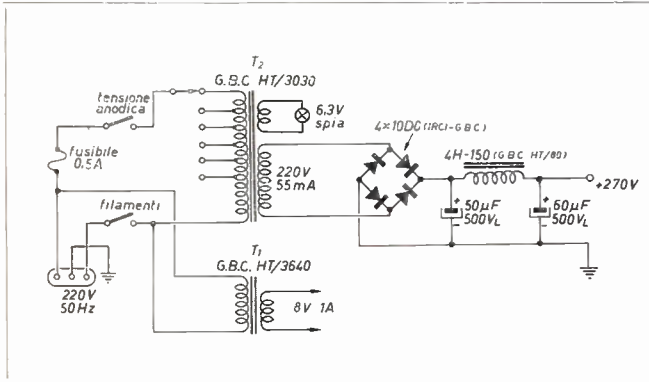 T2
G.B.C. HT/3030
tensione
anodica
6,3V
spia
4×10DC (IRCI-G.B.C)
fusibile
0.5A
220V
55mA
4H-150 (G.B.C. HT/80)
+270V
filamenti
50µF
500VL
60µF
500VL
T1
G.B.C. HT/3640
220V
50Hz
8V 1A